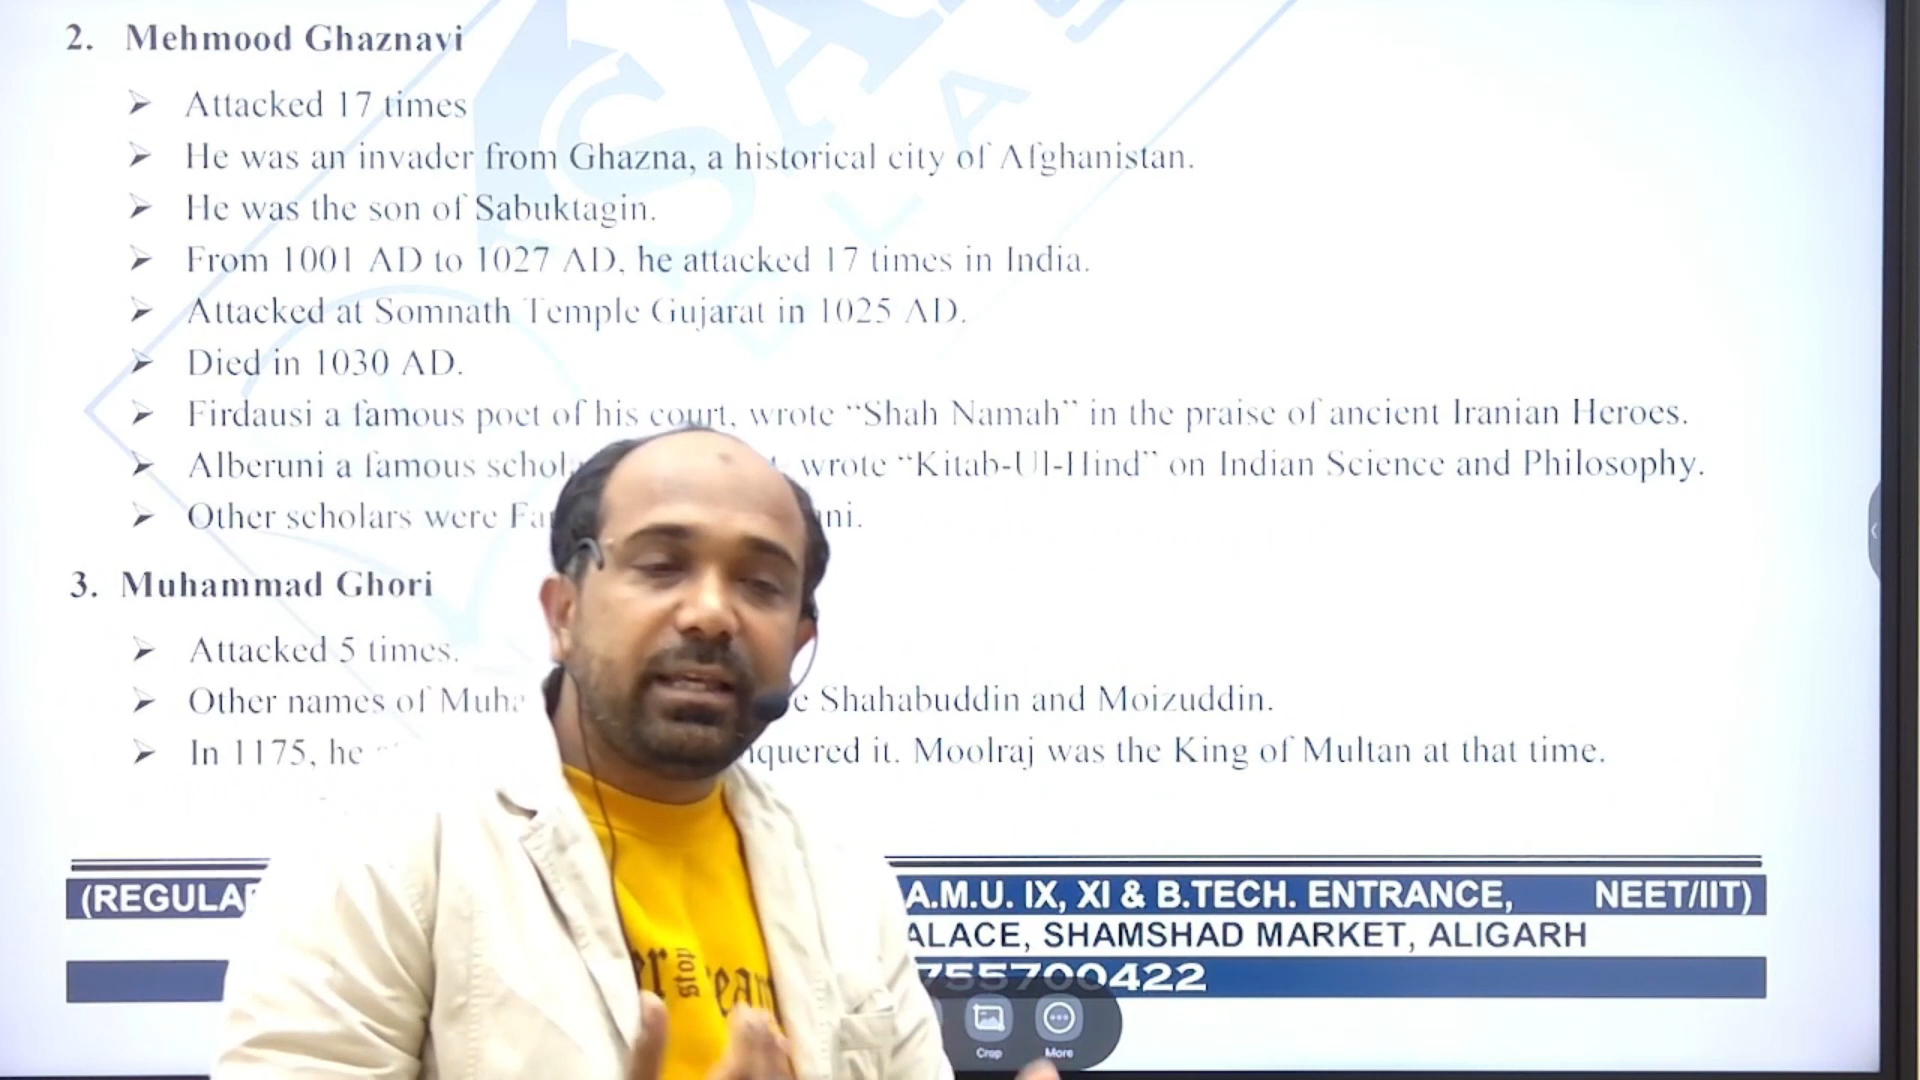 2. Mehmood Ghaznavi
➢ Attacked 17 times
➢ He was an invader from Ghazna, a historical city of Afghanistan.
➢ He was the son of Sabuktagin.
➢ From 1001 AD to 1027 AD, he attacked 17 times in India.
➢ Attacked at Somnath Temple Gujarat in 1025 AD.
➢ Died in 1030 AD.
➢ Firdausi a famous poet of his court, wrote “Shah Namah” in the praise of ancient Iranian Heroes.
➢ Alberuni a famous wrote “Kitab-Ul-Hind” on Indian Science and Philosophy.
➢ Other scholars were
3. Muhammad Ghori
➢ Attacked 5 times.
➢ Other names of Shahabuddin and Moizuddin.
➢ In 1175, he it. Moolraj was the King of Multan at that time.
A.M.U. IX, XI & B.TECH. ENTRANCE, NEET/IIT)
SHAMSHAD MARKET, ALIGARH
755700422
stop
Crop More